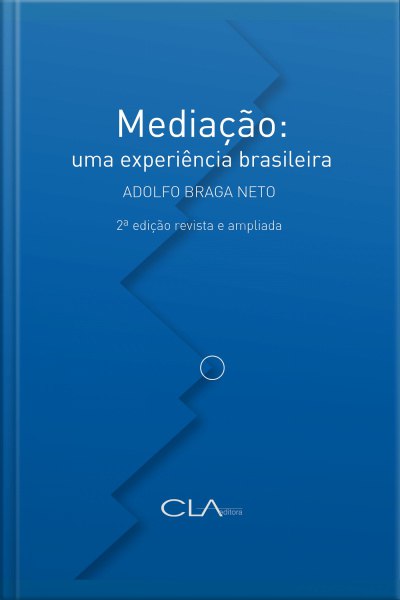 Mediação:
uma experiência brasileira
ADOLFO BRAGA NETO
2ª edição revista e ampliada
CLA editora